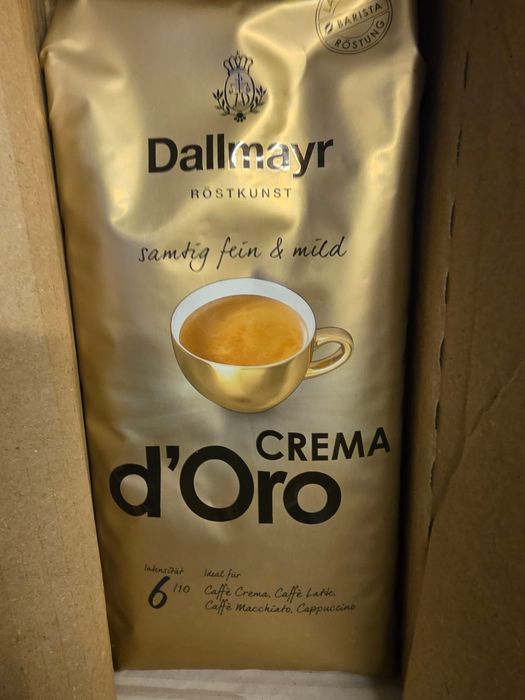 BARISTA
RÖSTUNG
Dallmayr
RÖSTKUNST
samtig fein & mild
CREMA
d'Oro
Intensität
6/10
Ideal für
Caffè Crema, Caffè Latte,
Caffè Macchiato, Cappuccino